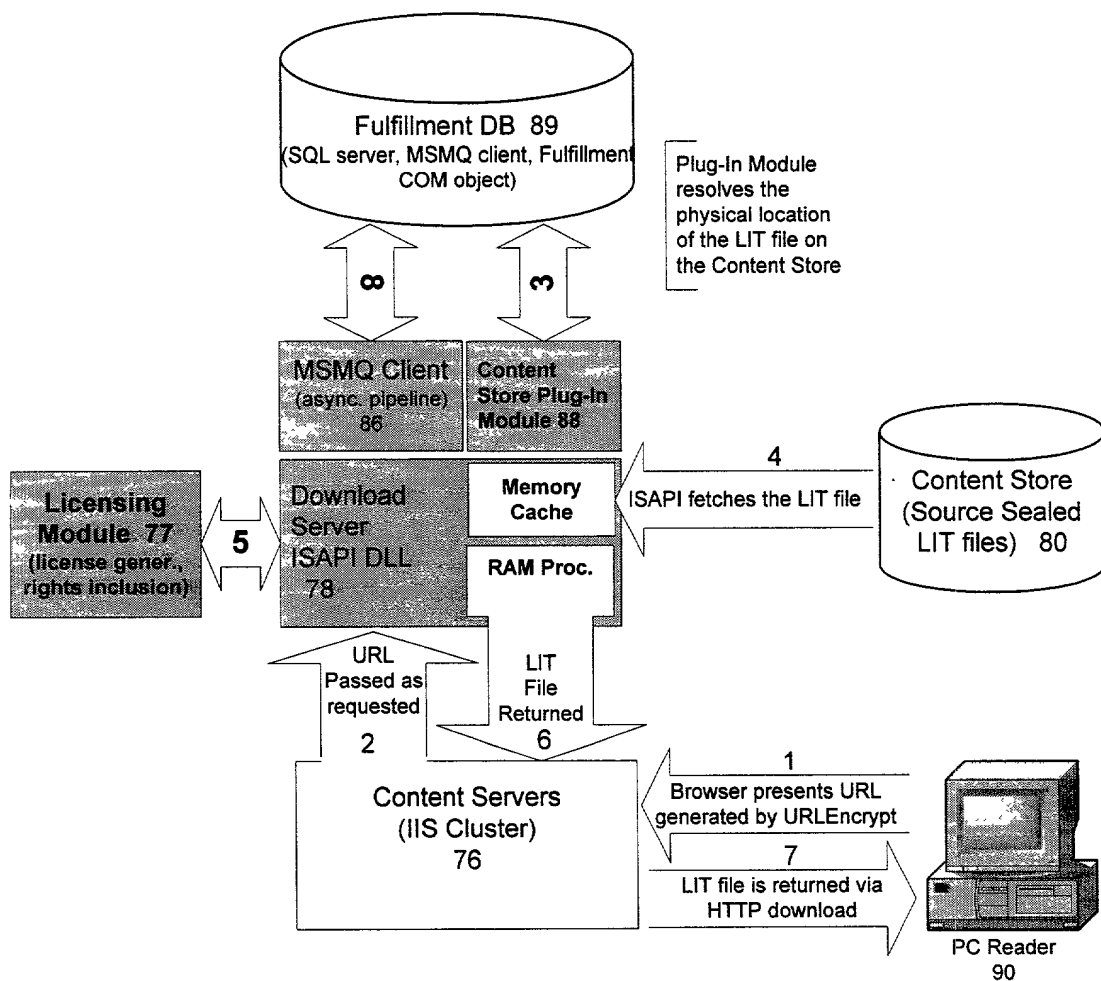 Fulfillment DB 89
(SQL server, MSMQ client, Fulfillment
COM object)
Plug-In Module
resolves the
physical location
of the LIT file on
the Content Store
8
3
MSMQ Client
(async. pipeline)
86
Content
Store Plug-In
Module 88
Licensing
Module 77
(license gener.,
rights inclusion)
5
Download
Server
ISAPI DLL
78
Memory
Cache
RAM Proc.
4
ISAPI fetches the LIT file
Content Store
(Source Sealed
LIT files) 80
URL
Passed as
requested
2
LIT
File
Returned
6
Content Servers
(IIS Cluster)
76
1
Browser presents URL
generated by URLEncrypt
7
LIT file is returned via
HTTP download
PC Reader
90